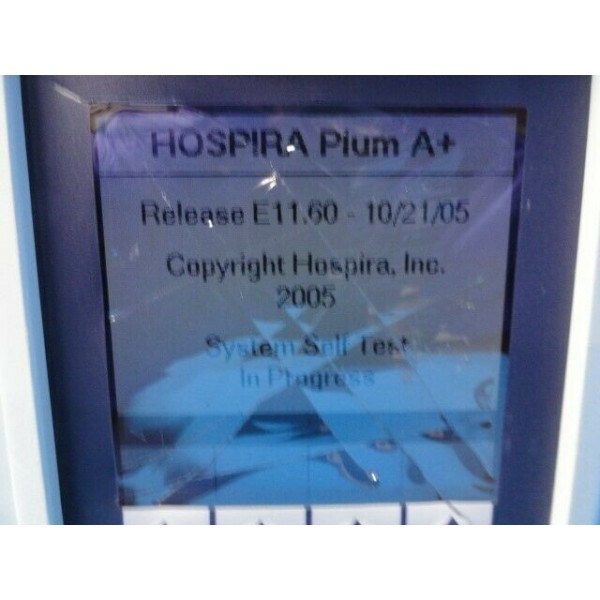 HOSPIRA Plum A+
Release E11.60 - 10/21/05
Copyright Hospira, Inc.
2005
System Self Test
In Progress